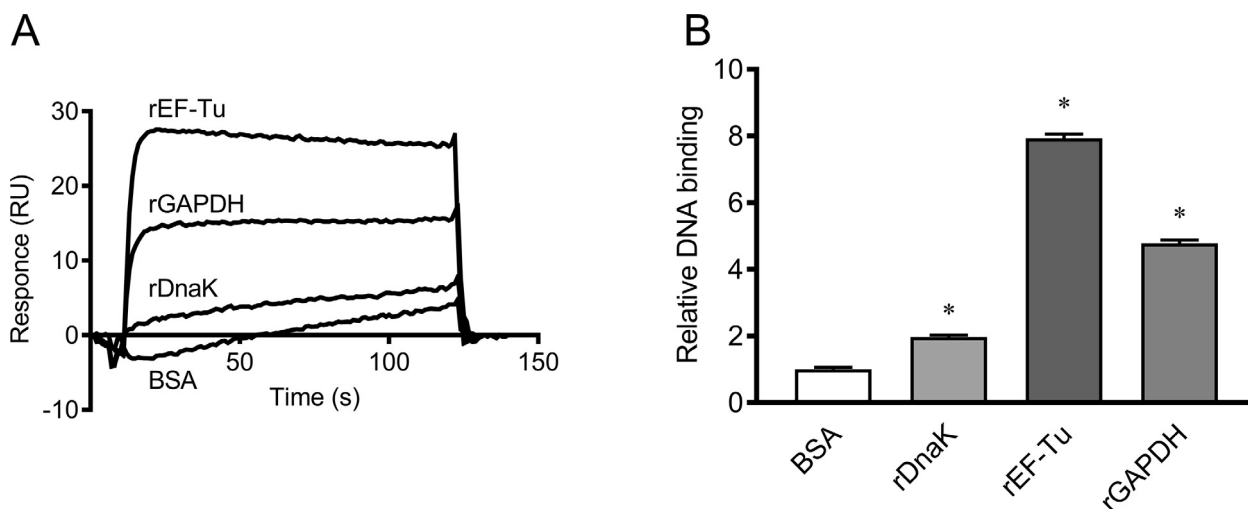 A
30
20
10
0
-10
Responce (RU)
rEF-Tu
rGAPDH
rDnaK
BSA
50
100
150
Time (s)
B
10
8
6
4
2
0
Relative DNA binding
*
*
*
BSA
rDnaK
rEF-Tu
rGAPDH